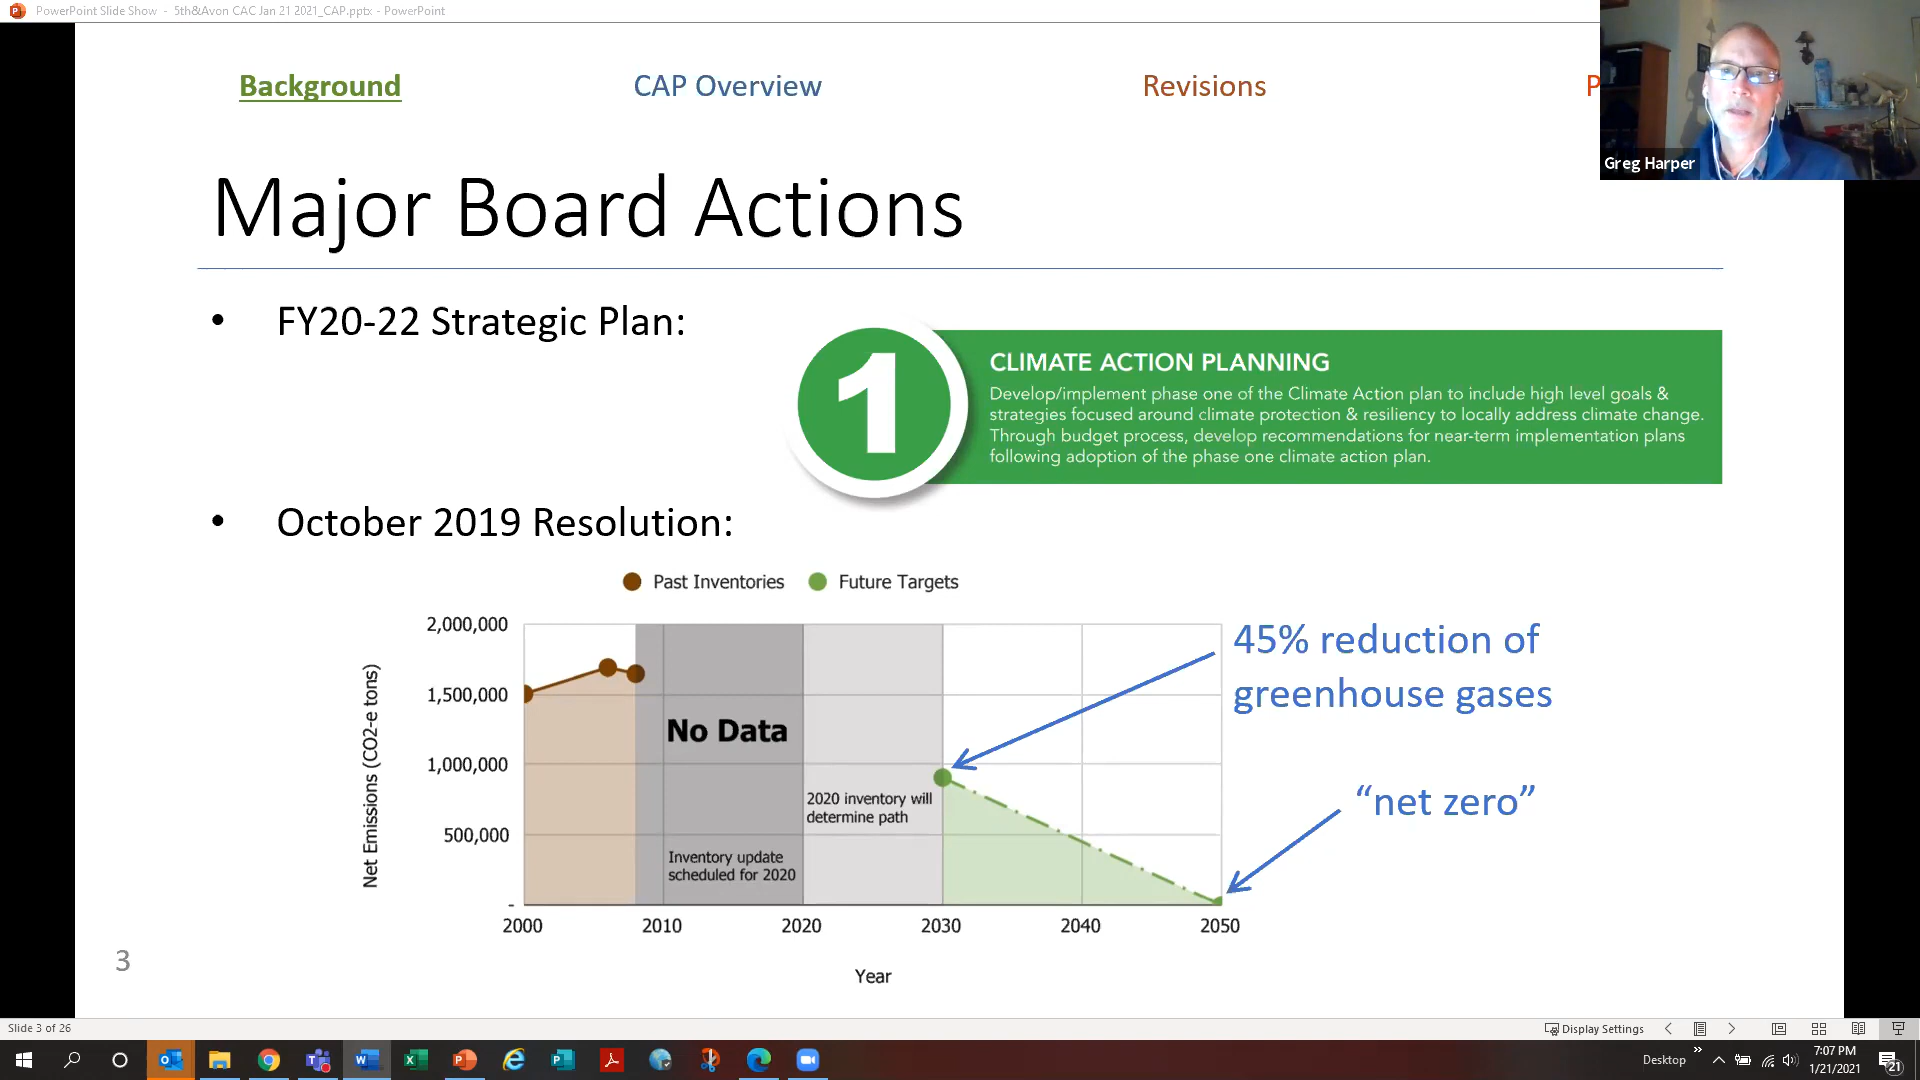 PowerPoint Slide Show - 5th&Avon CAC Jan 21 2021_CAP.pptx - PowerPoint
Background
CAP Overview
Revisions
P
Greg Harper
Major Board Actions
• FY20-22 Strategic Plan:
1
CLIMATE ACTION PLANNING
Develop/implement phase one of the Climate Action plan to include high level goals &
strategies focused around climate protection & resiliency to locally address climate change.
Through budget process, develop recommendations for near-term implementation plans
following adoption of the phase one climate action plan.
• October 2019 Resolution:
Past Inventories
Future Targets
2,000,000
1,500,000
1,000,000
500,000
-
Net Emissions (CO2-e tons)
No Data
Inventory update
scheduled for 2020
2020 inventory will
determine path
2000
2010
2020
2030
2040
2050
Year
45% reduction of
greenhouse gases
“net zero”
3
Slide 3 of 26
Display Settings
Desktop
7:07 PM
1/21/2021
21